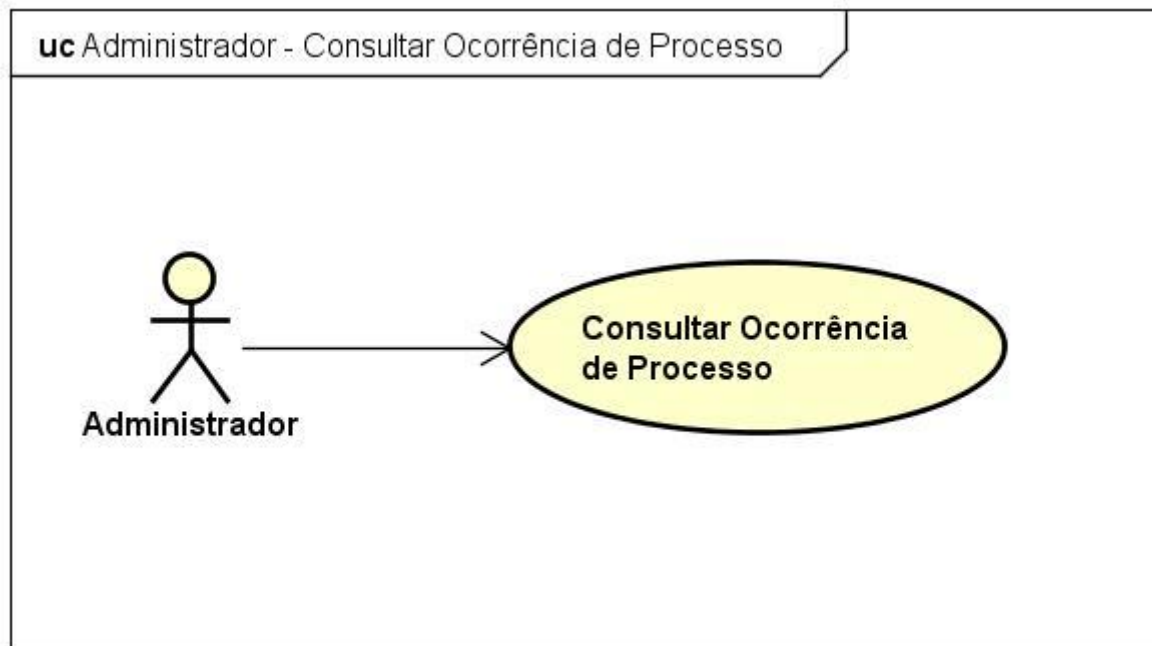 uc Administrador - Consultar Ocorrência de Processo
Consultar Ocorrência
de Processo
Administrador